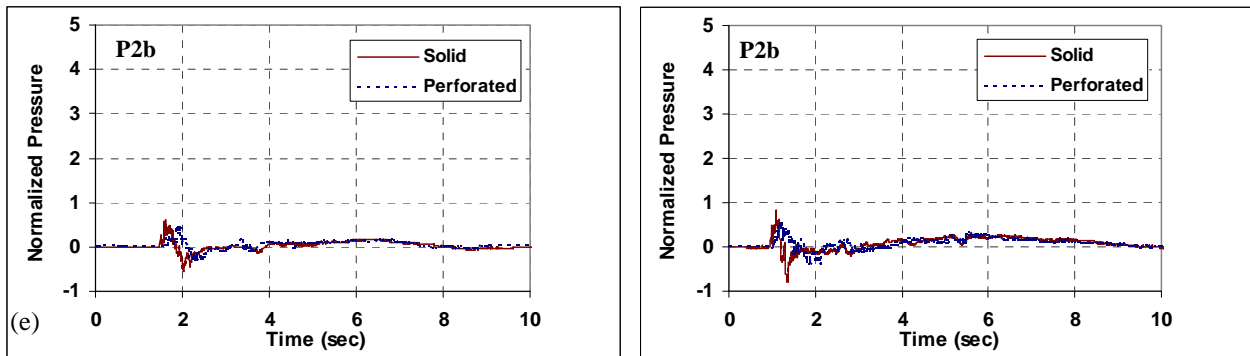 P2b
Solid
Perforated
Normalized Pressure
5
4
3
2
1
0
-1
0 2 4 6 8 10
Time (sec)
(e)
P2b
Solid
Perforated
Normalized Pressure
5
4
3
2
1
0
-1
0 2 4 6 8 10
Time (sec)